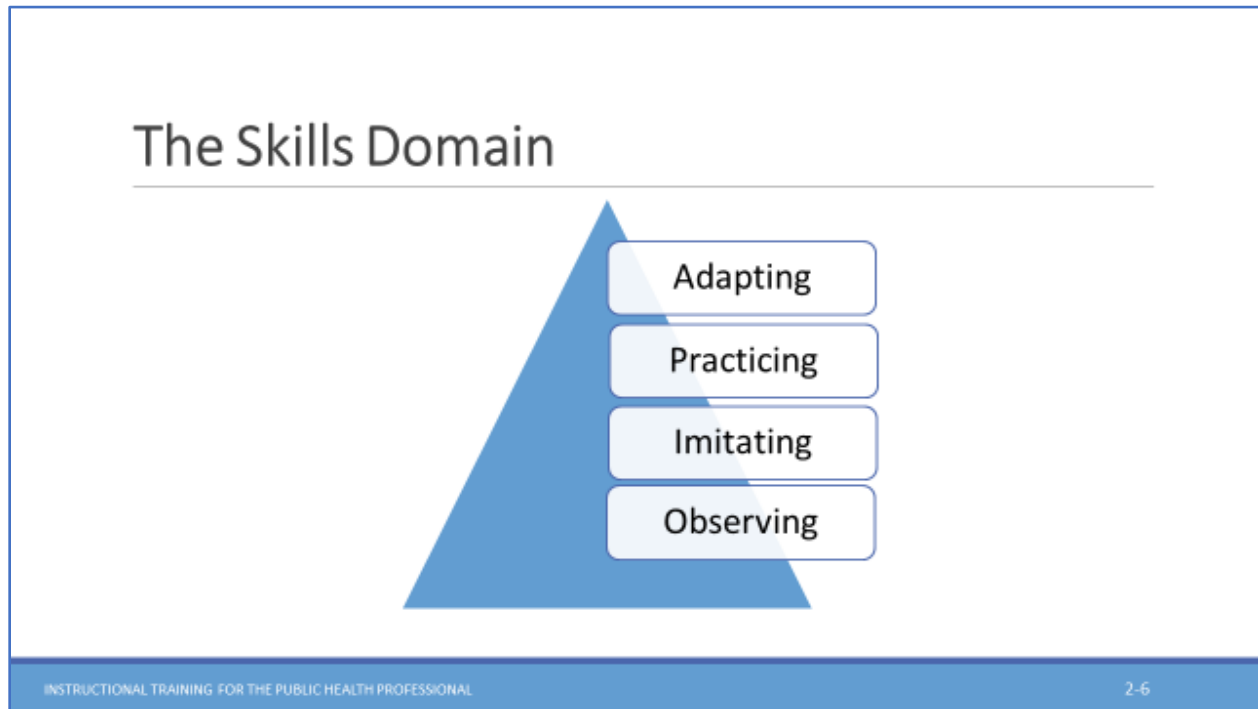 The Skills Domain
Adapting
Practicing
Imitating
Observing
INSTRUCTIONAL TRAINING FOR THE PUBLIC HEALTH PROFESSIONAL
2-6